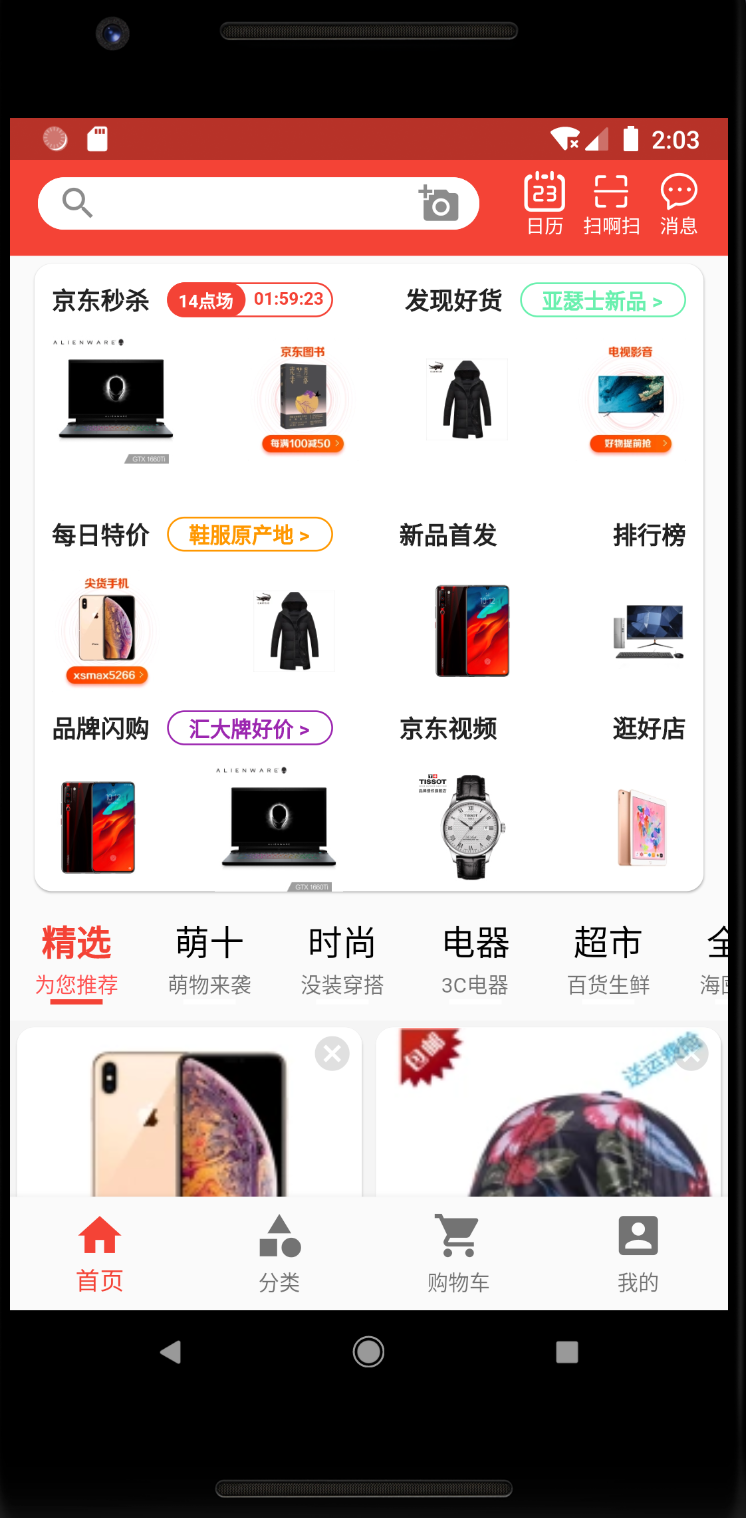 2:03
23
日历
扫啊扫
消息
京东秒杀 14点场 01:59:23 发现好货 亚瑟士新品 >
ALIENWARE
京东图书
电视影音
每满100减50 >
好物提前抢 >
GTX 1660Ti
每日特价 鞋服原产地 > 新品首发 排行榜
尖货手机
xsmax5266 >
品牌闪购 汇大牌好价 > 京东视频 逛好店
ALIENWARE
TISSOT
GTX 1660Ti
精选 萌十 时尚 电器 超市
为您推荐 萌物来袭 没装穿搭 3C电器 百货生鲜
包邮
送运费险
首页 分类 购物车 我的